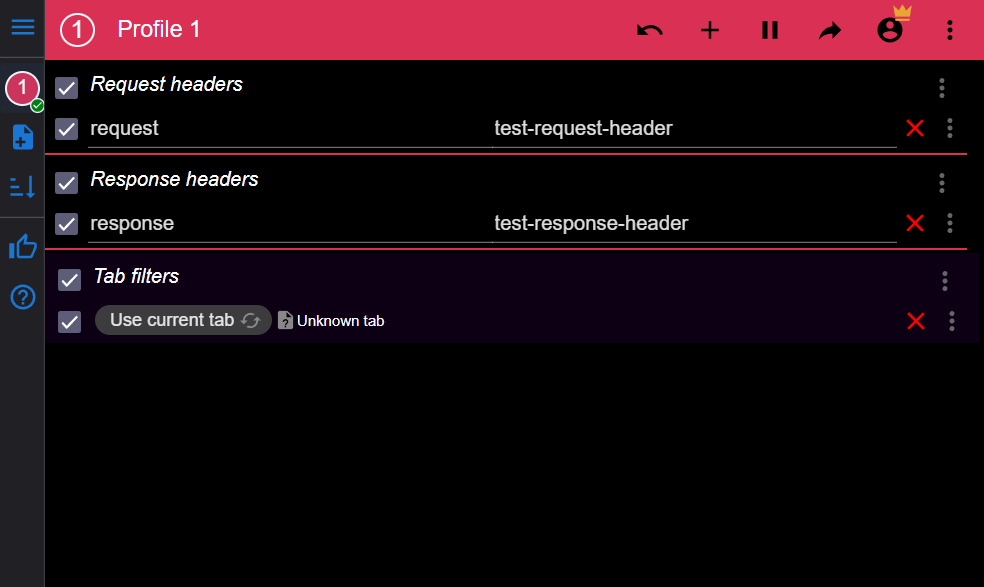 1 Profile 1
1
Request headers
request test-request-header
Response headers
response test-response-header
Tab filters
Use current tab Unknown tab